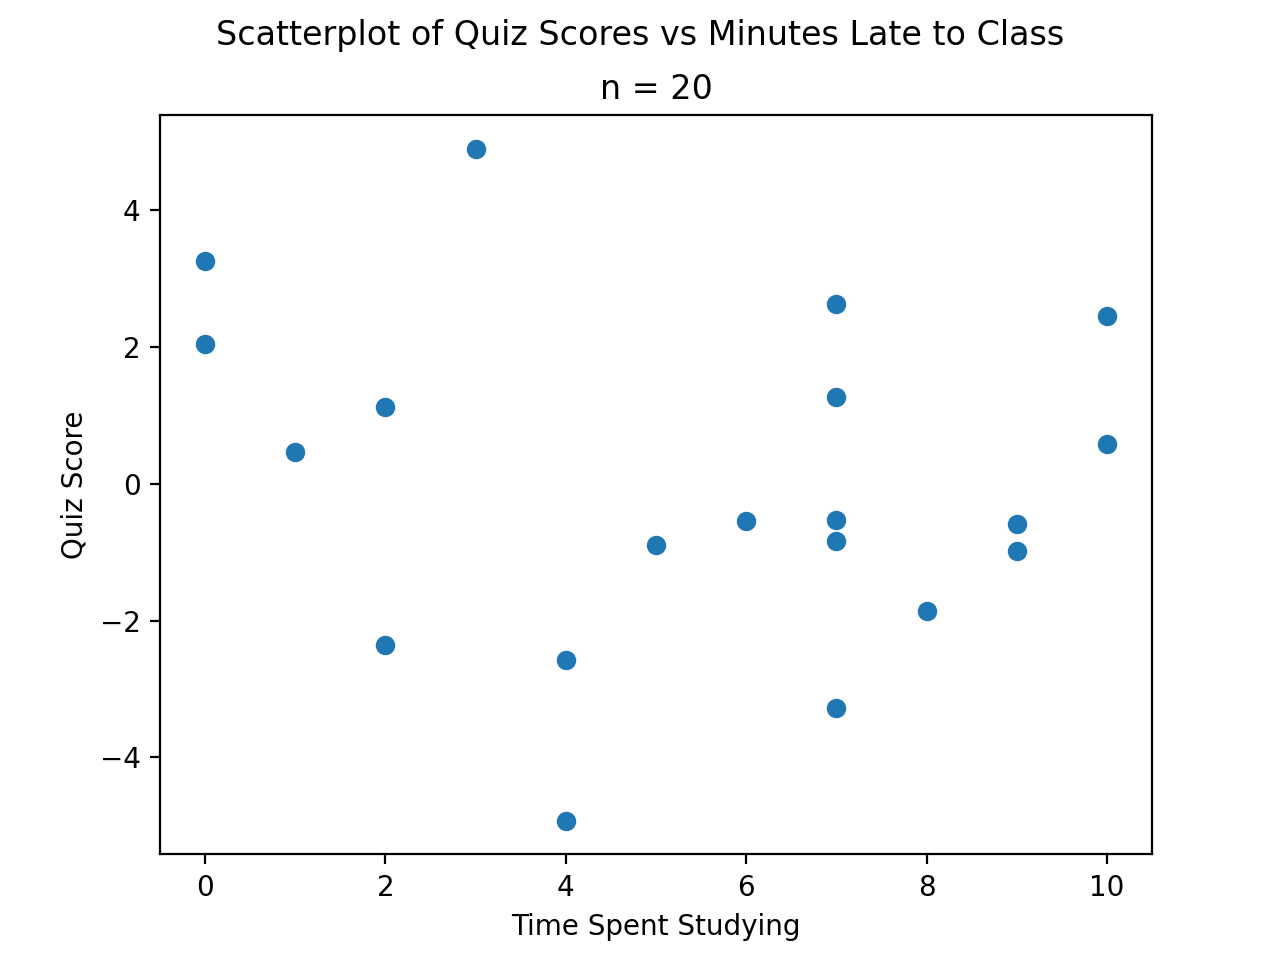 Scatterplot of Quiz Scores vs Minutes Late to Class
n = 20
4
2
0
−2
−4
Quiz Score
0 2 4 6 8 10
Time Spent Studying